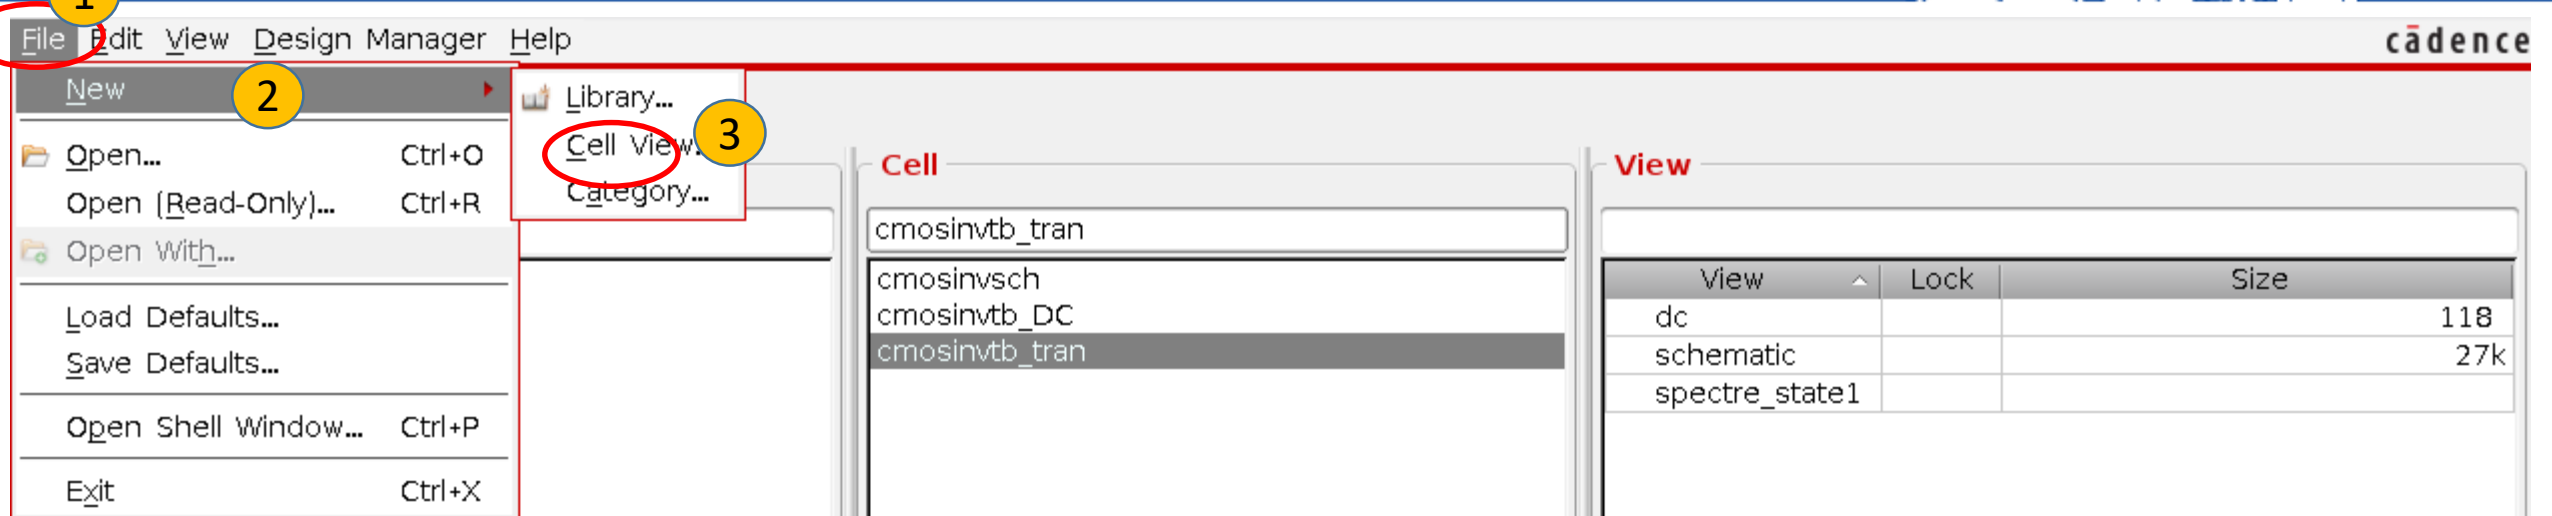 1
File Edit View Design Manager Help
cādence
New
2
Library...
Cell View...
3
Category...
Open... Ctrl+O
Open (Read-Only)... Ctrl+R
Open With...
Load Defaults...
Save Defaults...
Open Shell Window... Ctrl+P
Exit Ctrl+X
Cell
cmosinvtb_tran
cmosinvsch
cmosinvtb_DC
cmosinvtb_tran
View
View Lock Size
dc 118
schematic 27k
spectre_state1